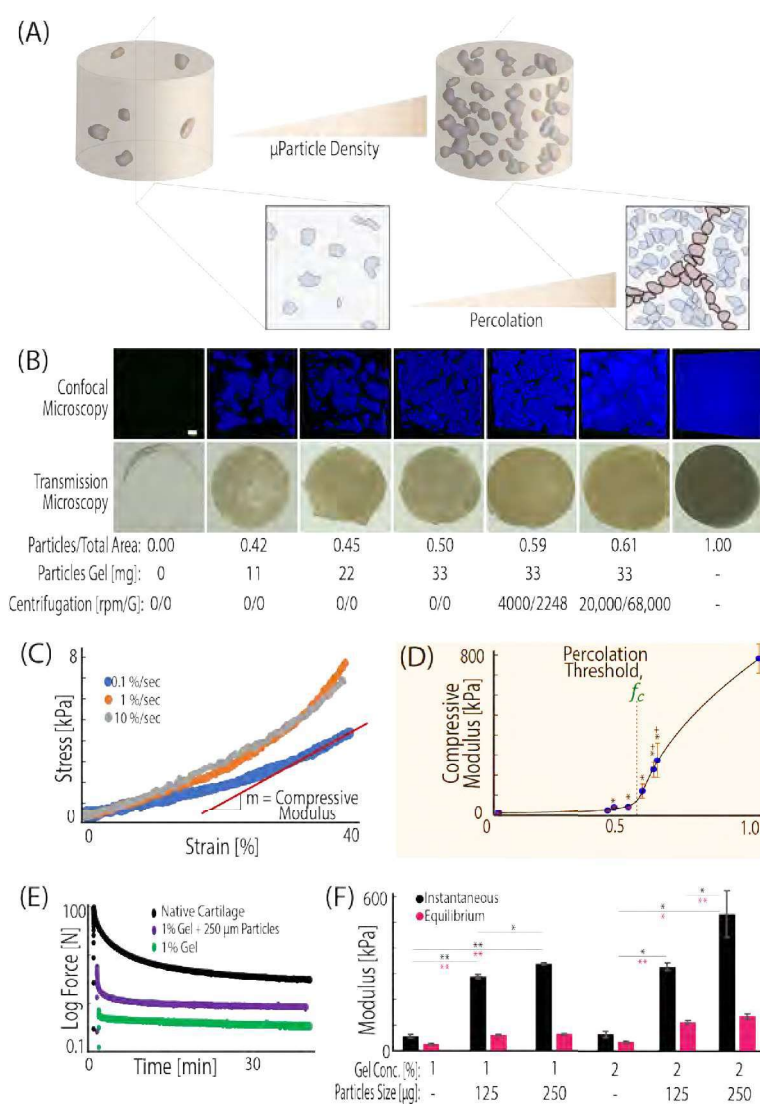 (A)
μParticle Density
Percolation
(B)
Confocal
Microscopy
Transmission
Microscopy
Particles/Total Area: 0.00 0.42 0.45 0.50 0.59 0.61 1.00
Particles Gel [mg]: 0 11 22 33 33 33 -
Centrifugation [rpm/G]: 0/0 0/0 0/0 0/0 4000/2248 20,000/68,000 -
(C)
8
0.1 %/sec
1 %/sec
10 %/sec
Stress [kPa]
m = Compressive
Modulus
0
0 40
Strain [%]
(D)
Percolation
Threshold,
fc
800
Compressive
Modulus [kPa]
* * * *‡ *+
0
0 0.5 1.0
(E)
100
Native Cartilage
1% Gel + 250 μm Particles
1% Gel
Log Force [N]
0.1
Time [min] 30
(F)
600
Instantaneous
Equilibrium
* ** * **
** ** ** * * * **
Modulus [kPa]
0
Gel Conc. [%]: 1 1 1 2 2 2
Particles Size [μg]: - 125 250 - 125 250